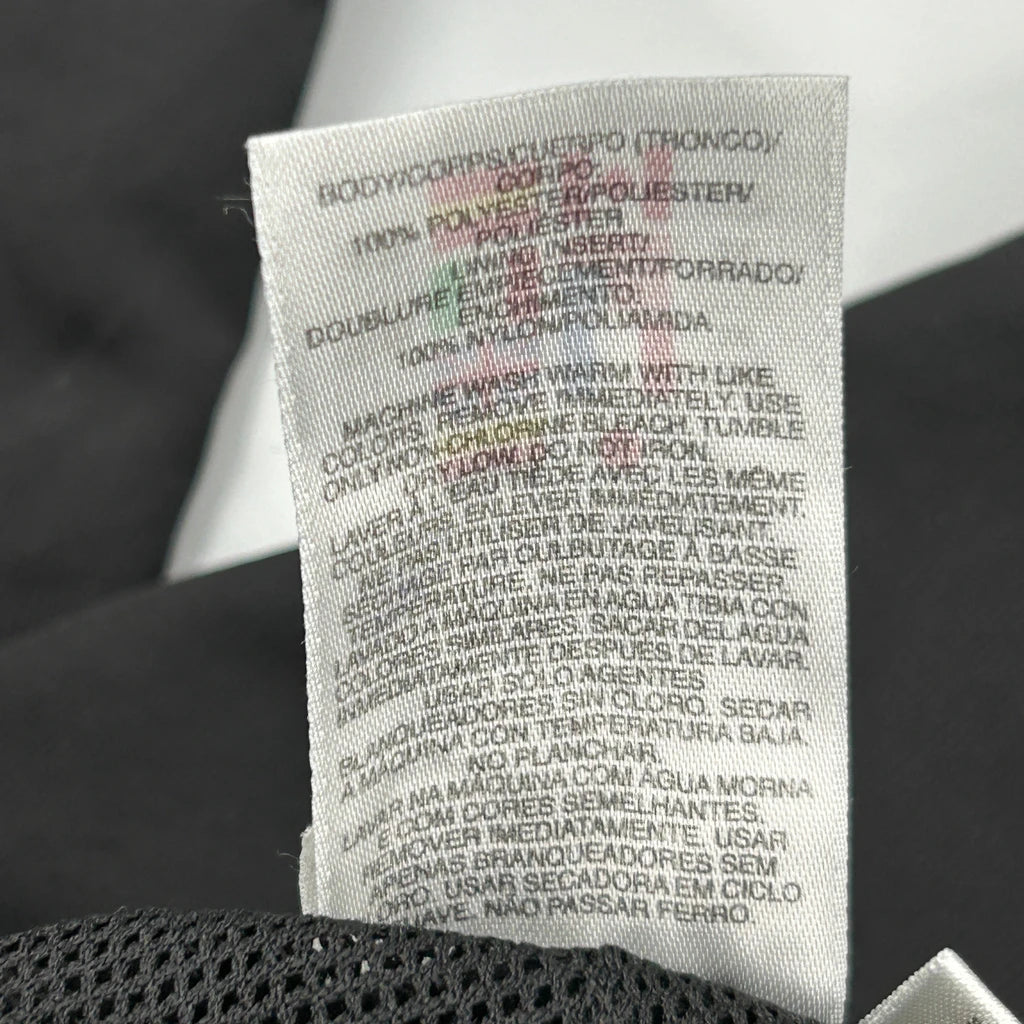 BODY/CORPS/CUERPO (TRONCO)/
CORPO
100% POLYESTER/POLIESTER/
POLIESTER
LINING INSERT/
DOUBLURE EMPIECEMENT/FORRADO/
100% NYLON/POLIAMIDA
MACHINE WASH WARM WITH LIKE
COLORS, REMOVE IMMEDIATELY, USE
ONLY NON-CHLORINE BLEACH, TUMBLE
DRY LOW, DO NOT IRON.
LAVER À L'EAU TIÈDE AVEC LES MÊME
COULEURS, ENLEVER IMMÉDIATEMENT.
NE PAS UTILISER DE JAVELISANT.
SÉCHAGE PAR CULBUTAGE À BASSE
TEMPÉRATURE, NE PAS REPASSER
LAVADO A MÁQUINA EN AGUA TIBIA CON
COLORES SIMILARES, SACAR DEL AGUA
INMEDIATAMENTE DESPUÉS DE LAVAR.
USAR SOLO AGENTES
BLANQUEADORES SIN CLORO, SECAR
A MÁQUINA CON TEMPERATURA BAJA,
NO PLANCHAR.
LAVAR NA MÁQUINA COM ÁGUA MORNA
E COM CORES SEMELHANTES,
REMOVER IMEDIATAMENTE, USAR
APENAS BRANQUEADORES SEM
CLORO, USAR SECADORA EM CICLO
SUAVE, NÃO PASSAR FERRO.